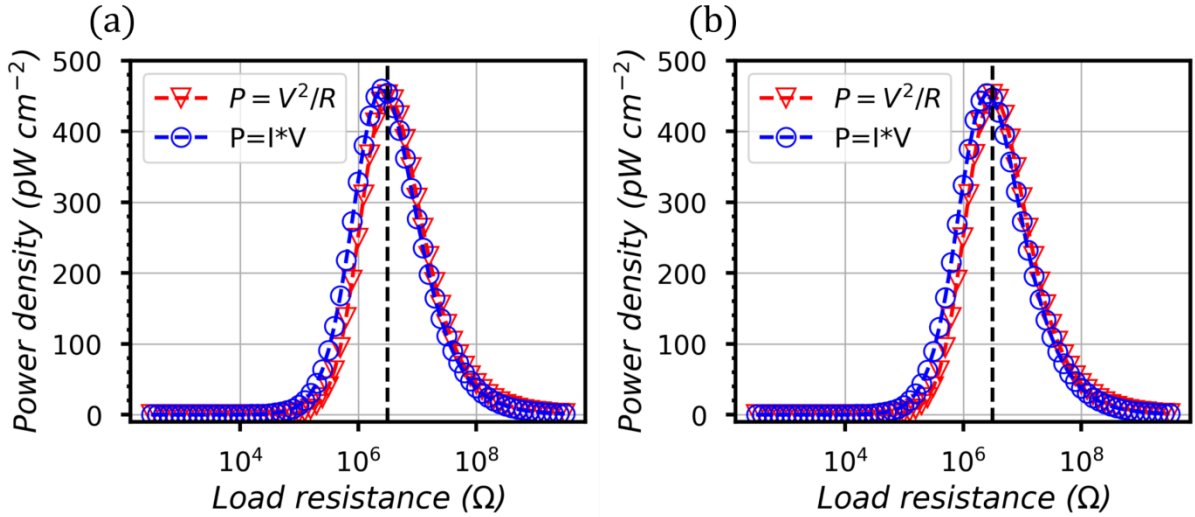 (a)
Power density (pW cm⁻²)
500
400
300
200
100
0
P = V²/R
P=I*V
10⁴ 10⁶ 10⁸
Load resistance (Ω)
(b)
Power density (pW cm⁻²)
500
400
300
200
100
0
P = V²/R
P=I*V
10⁴ 10⁶ 10⁸
Load resistance (Ω)